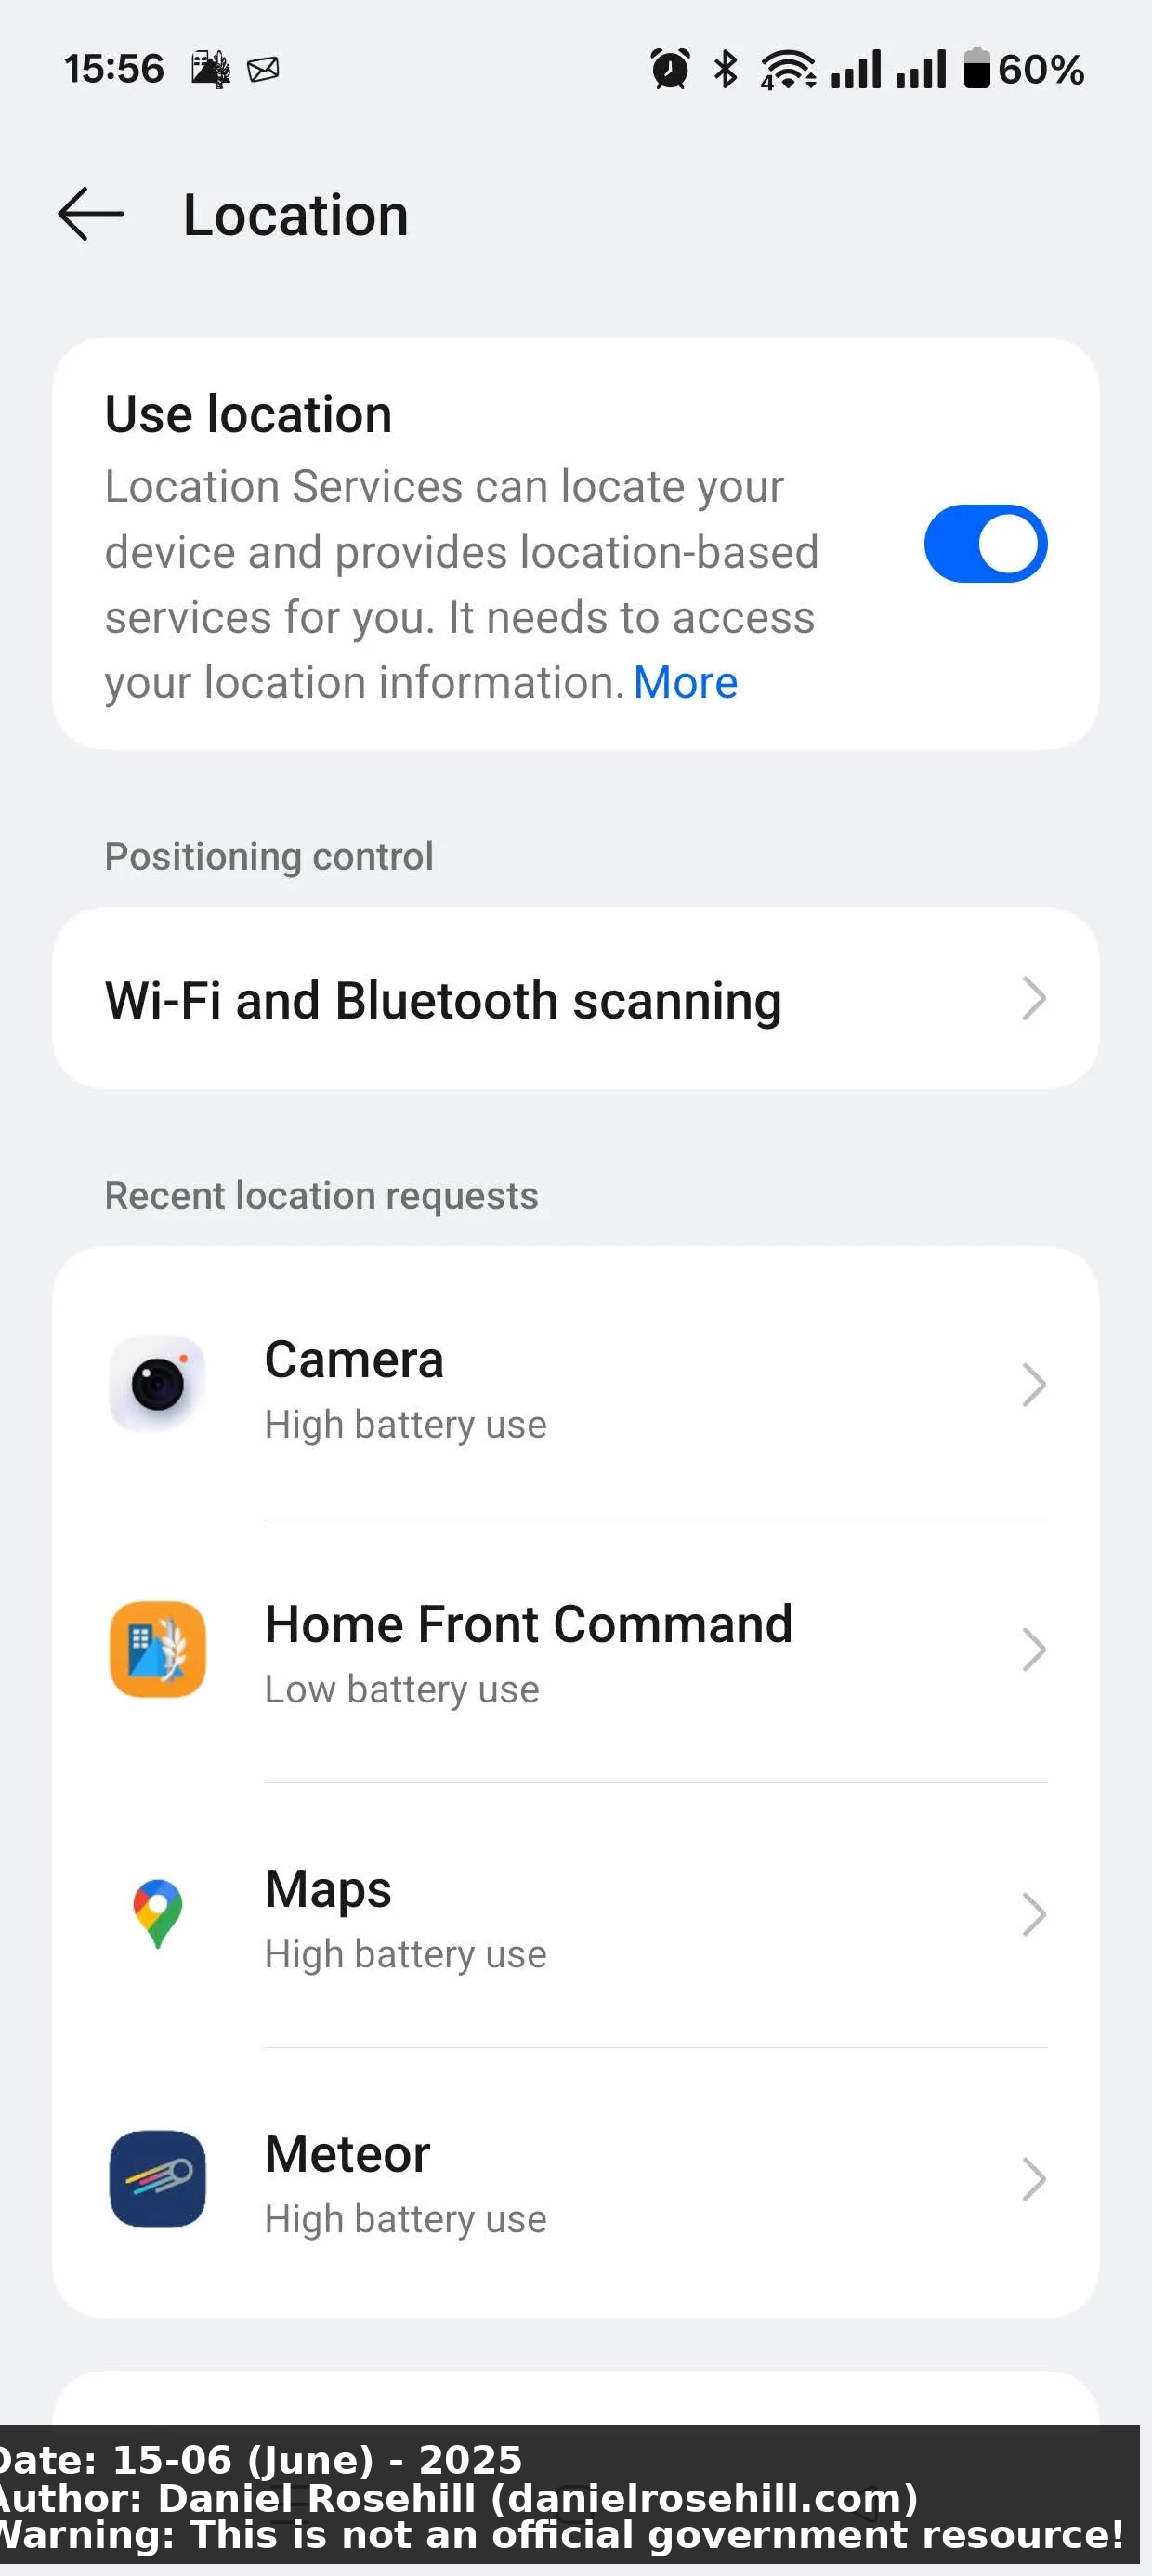 15:56
4
60%
Location
Use location
Location Services can locate your
device and provides location-based
services for you. It needs to access
your location information. More
Positioning control
Wi-Fi and Bluetooth scanning
Recent location requests
Camera
High battery use
Home Front Command
Low battery use
Maps
High battery use
Meteor
High battery use
Date: 15-06 (June) - 2025
Author: Daniel Rosehill (danielrosehill.com)
Warning: This is not an official government resource!